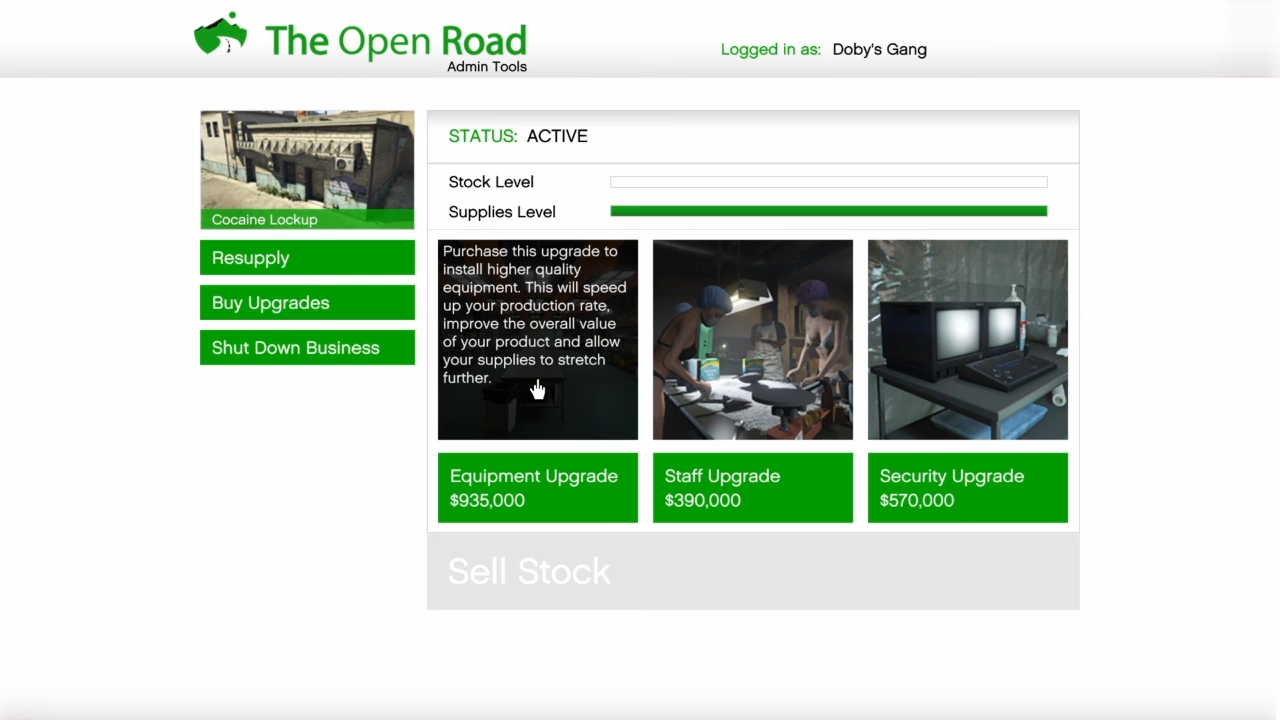 The Open Road
Admin Tools
Logged in as: Doby's Gang
Cocaine Lockup
Resupply
Buy Upgrades
Shut Down Business
STATUS: ACTIVE
Stock Level
Supplies Level
Purchase this upgrade to
install higher quality
equipment. This will speed
up your production rate,
improve the overall value
of your product and allow
your supplies to stretch
further.
Equipment Upgrade
$935,000
Staff Upgrade
$390,000
Security Upgrade
$570,000
Sell Stock